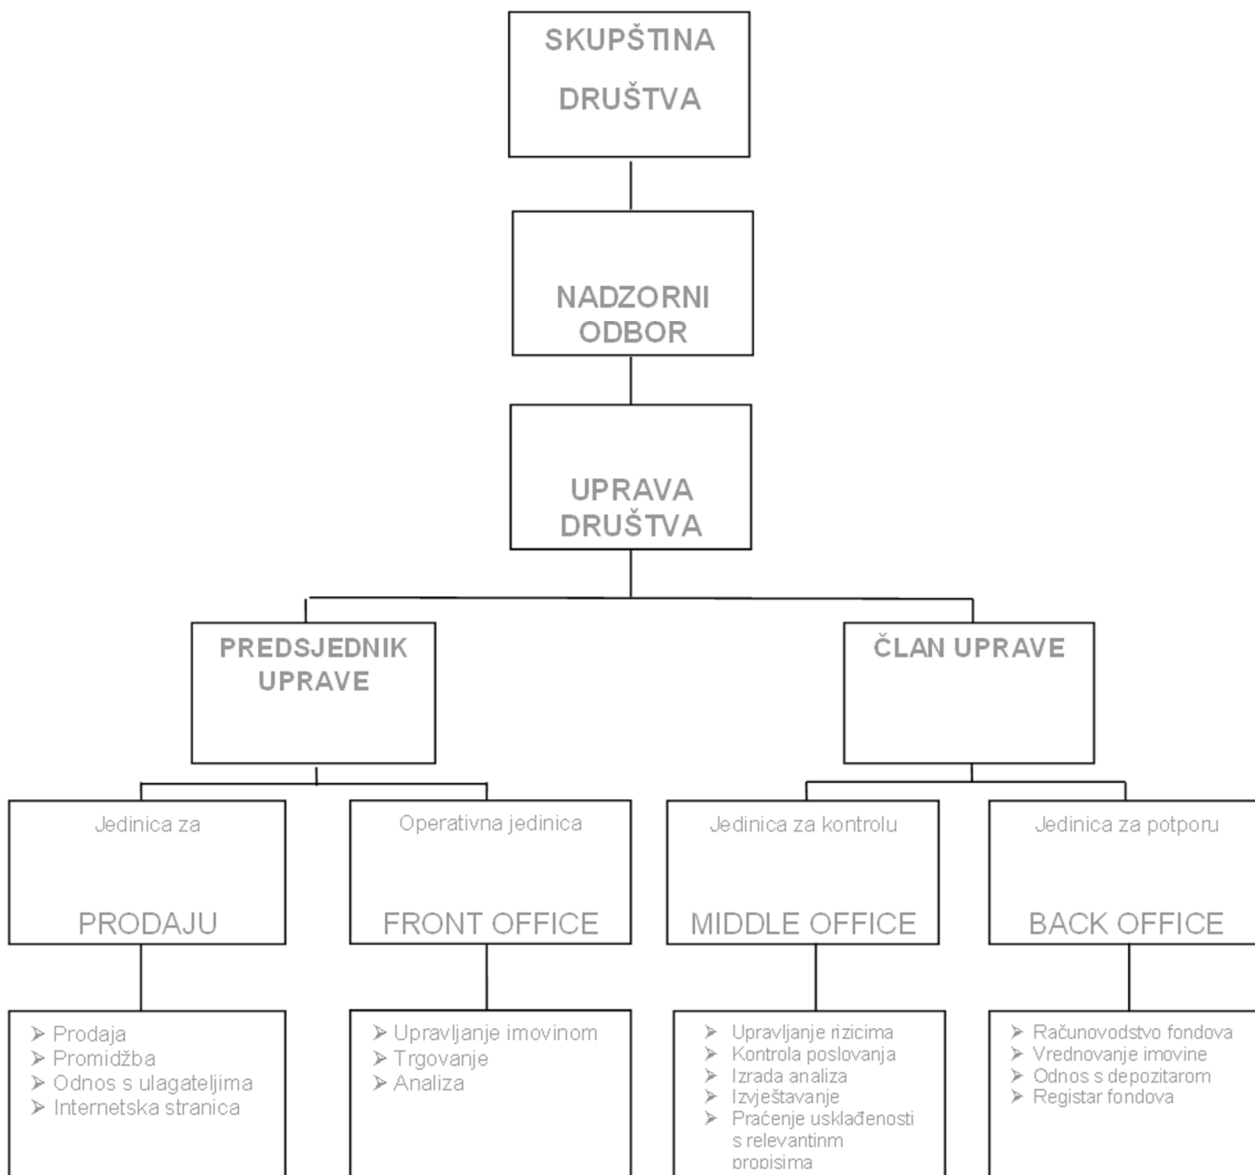 SKUPŠTINA
DRUŠTVA
NADZORNI
ODBOR
UPRAVA
DRUŠTVA
PREDSJEDNIK
UPRAVE
ČLAN UPRAVE
Jedinica za
PRODAJU
Operativna jedinica
FRONT OFFICE
Jedinica za kontrolu
MIDDLE OFFICE
Jedinica za potporu
BACK OFFICE
➢ Prodaja
➢ Promidžba
➢ Odnos s ulagateljima
➢ Internetska stranica
➢ Upravljanje imovinom
➢ Trgovanje
➢ Analiza
➢ Upravljanje rizicima
➢ Kontrola poslovanja
➢ Izrada analiza
➢ Izvještavanje
➢ Praćenje usklađenosti
s relevantinm
propisima
➢ Računovodstvo fondova
➢ Vrednovanje imovine
➢ Odnos s depozitarom
➢ Registar fondova